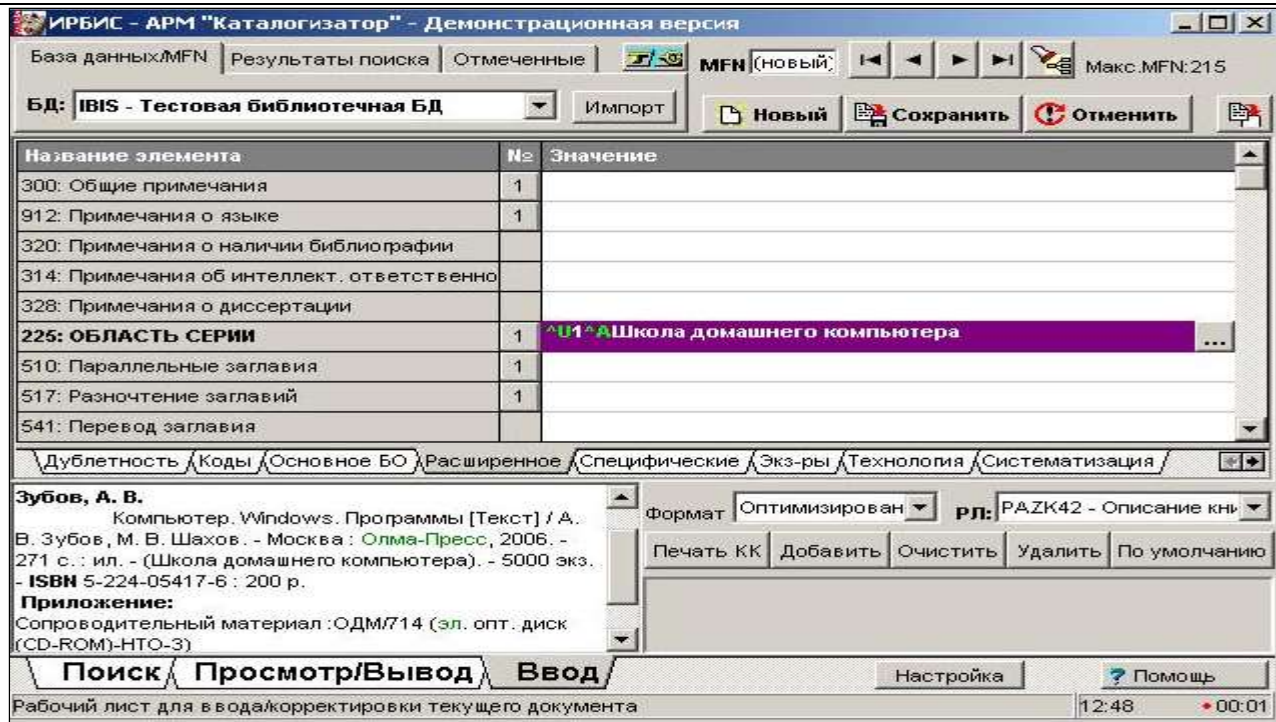 ИРБИС - АРМ "Каталогизатор" - Демонстрационная версия
База данных/MFN Результаты поиска Отмеченные MFN (новый) Макс.MFN:215
БД: IBIS - Тестовая библиотечная БД Импорт Новый Сохранить Отменить
Название элемента № Значение
300: Общие примечания 1
912: Примечания о языке 1
320: Примечания о наличии библиографии
314: Примечания об интеллект. ответственно
328: Примечания о диссертации
225: ОБЛАСТЬ СЕРИИ 1 ^U1^AШкола домашнего компьютера ...
510: Параллельные заглавия 1
517: Разночтение заглавий 1
541: Перевод заглавия
Дублетность Коды Основное БО Расширенное Специфические Экз-ры Технология Систематизация
Зубов, А. В.
Компьютер. Windows. Программы [Текст] / А.
В. Зубов, М. В. Шахов. - Москва : Олма-Пресс, 2006. -
271 с. : ил. - (Школа домашнего компьютера). - 5000 экз.
- ISBN 5-224-05417-6 : 200 р.
Приложение:
Сопроводительный материал :ОДМ/714 (эл. опт. диск
(CD-ROM)-НТО-3)
Формат Оптимизирован РЛ: PAZK42 - Описание кни
Печать КК Добавить Очистить Удалить По умолчанию
Поиск Просмотр/Вывод Ввод Настройка ? Помощь
Рабочий лист для ввода/корректировки текущего документа 12:48 00:01